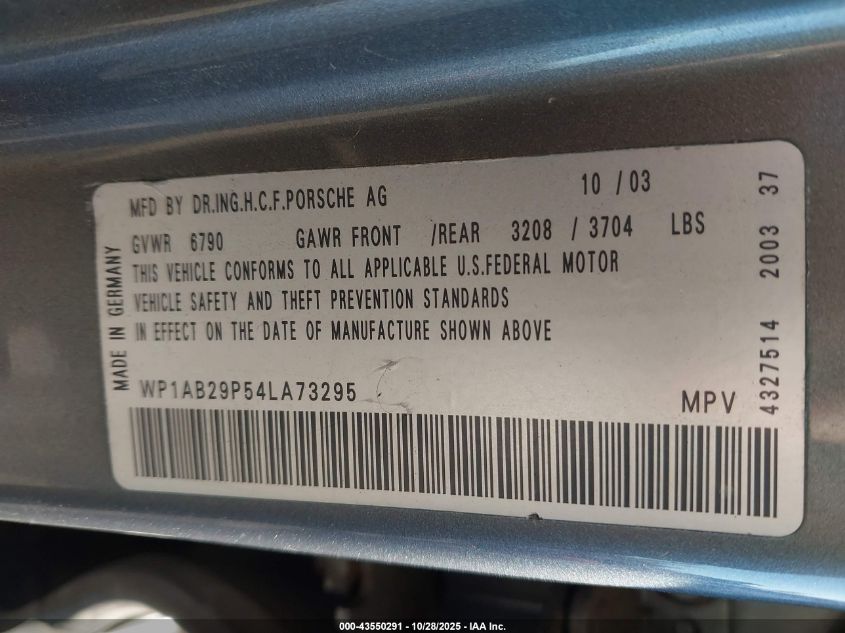 MFD BY DR.ING.H.C.F.PORSCHE AG 10 / 03
GVWR 6790 GAWR FRONT /REAR 3208 / 3704 LBS
THIS VEHICLE CONFORMS TO ALL APPLICABLE U.S.FEDERAL MOTOR
VEHICLE SAFETY AND THEFT PREVENTION STANDARDS
IN EFFECT ON THE DATE OF MANUFACTURE SHOWN ABOVE
WP1AB29P54LA73295
MPV
MADE IN GERMANY
4327514 2003 37
000-43550291 - 10/28/2025 - IAA Inc.